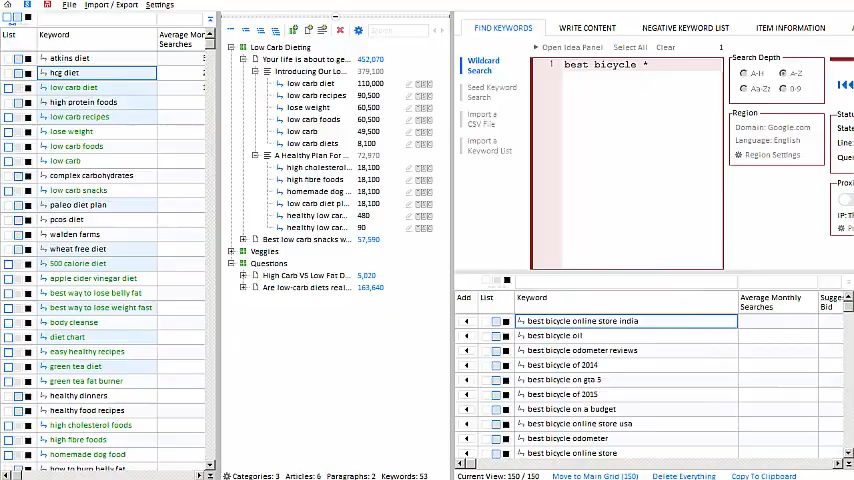 File Import / Export Settings
List Keyword Average Mon Searches
atkins diet
hcg diet
low carb diet
high protein foods
low carb recipes
lose weight
low carb foods
low carb
complex carbohydrates
low carb snacks
paleo diet plan
pcos diet
walden farms
wheat free diet
500 calorie diet
apple cider vinegar diet
best way to lose belly fat
best way to lose weight fast
body cleanse
diet chart
easy healthy recipes
green tea diet
green tea fat burner
healthy dinners
healthy food recipes
high cholesterol foods
high fibre foods
homemade dog food
how to burn belly fat
Search
Low Carb Dieting
Your life is about to ge... 452,070
Introducing Our Lo... 379,100
low carb diet 110,000
low carb recipes 90,500
lose weight 60,500
low carb foods 60,500
low carb 49,500
low carb diets 8,100
A Healthy Plan For ... 72,970
high cholesterol... 18,100
high fibre foods 18,100
homemade dog ... 18,100
low carb diet pl... 18,100
healthy low car... 480
healthy low car... 90
Best low carb snacks w... 57,590
Veggies
Questions
High Carb VS Low Fat D... 5,020
Are low-carb diets real... 163,640
Categories: 3 Articles: 6 Paragraphs: 2 Keywords: 53
FIND KEYWORDS WRITE CONTENT NEGATIVE KEYWORD LIST ITEM INFORMATION
Open Idea Panel Select All Clear 1
Wildcard Search
Seed Keyword Search
Import a CSV File
Import a Keyword List
1 best bicycle *
Search Depth
A-H A-Z
Aa-Zz 0-9
Region
Domain: Google.com
Language: English
Region Settings
Statu
Line:
Quer
Proxi
IP: Th
Add List Keyword Average Monthly Searches Sugges Bid
best bicycle online store india
best bicycle oil
best bicycle odometer reviews
best bicycle of 2014
best bicycle on gta 5
best bicycle of 2015
best bicycle on a budget
best bicycle online store usa
best bicycle odometer
best bicycle online store
Current View: 150 / 150 Move to Main Grid (150) Delete Everything Copy To Clipboard